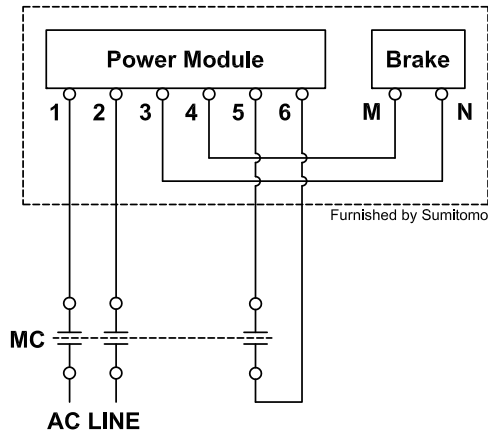 Power Module
Brake
1 2 3 4 5 6 M N
Furnished by Sumitomo
MC
AC LINE